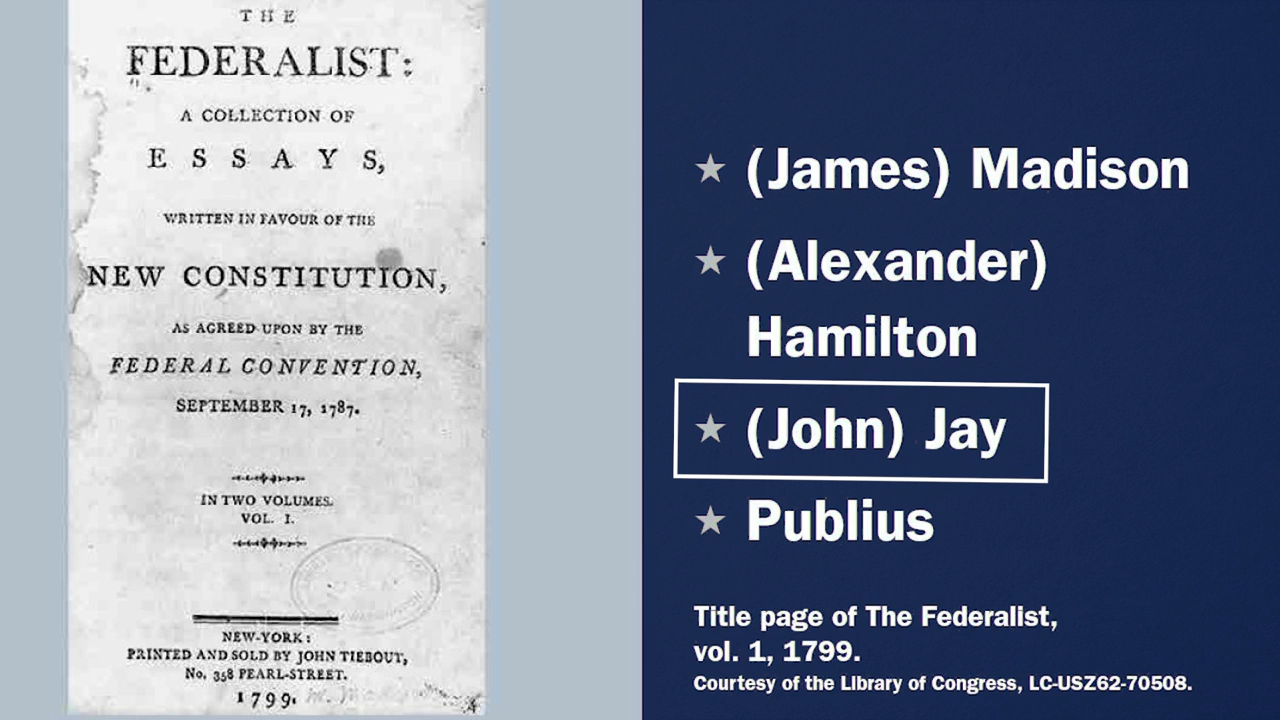 THE
FEDERALIST:
A COLLECTION OF
ESSAYS,
WRITTEN IN FAVOUR OF THE
NEW CONSTITUTION,
AS AGREED UPON BY THE
FEDERAL CONVENTION,
SEPTEMBER 17, 1787.
IN TWO VOLUMES.
VOL. I.
NEW-YORK:
PRINTED AND SOLD BY JOHN TIEBOUT,
No. 358 PEARL-STREET.
1799.
★ (James) Madison
★ (Alexander)
Hamilton
★ (John) Jay
★ Publius
Title page of The Federalist,
vol. 1, 1799.
Courtesy of the Library of Congress, LC-USZ62-70508.